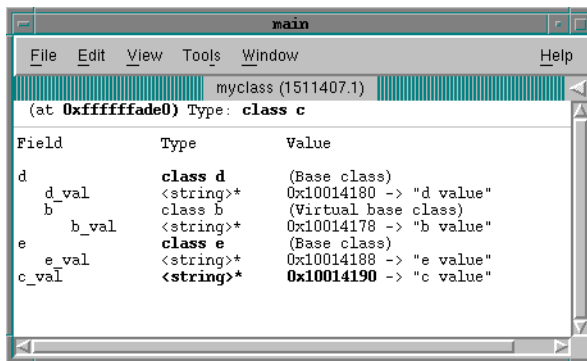 main
File Edit View Tools Window Help
myclass (1511407.1)
(at 0xffffffade0) Type: class c
Field Type Value
d class d (Base class)
d_val <string>* 0x10014180 -> "d value"
b class b (Virtual base class)
b_val <string>* 0x10014178 -> "b value"
e class e (Base class)
e_val <string>* 0x10014188 -> "e value"
c_val <string>* 0x10014190 -> "c value"